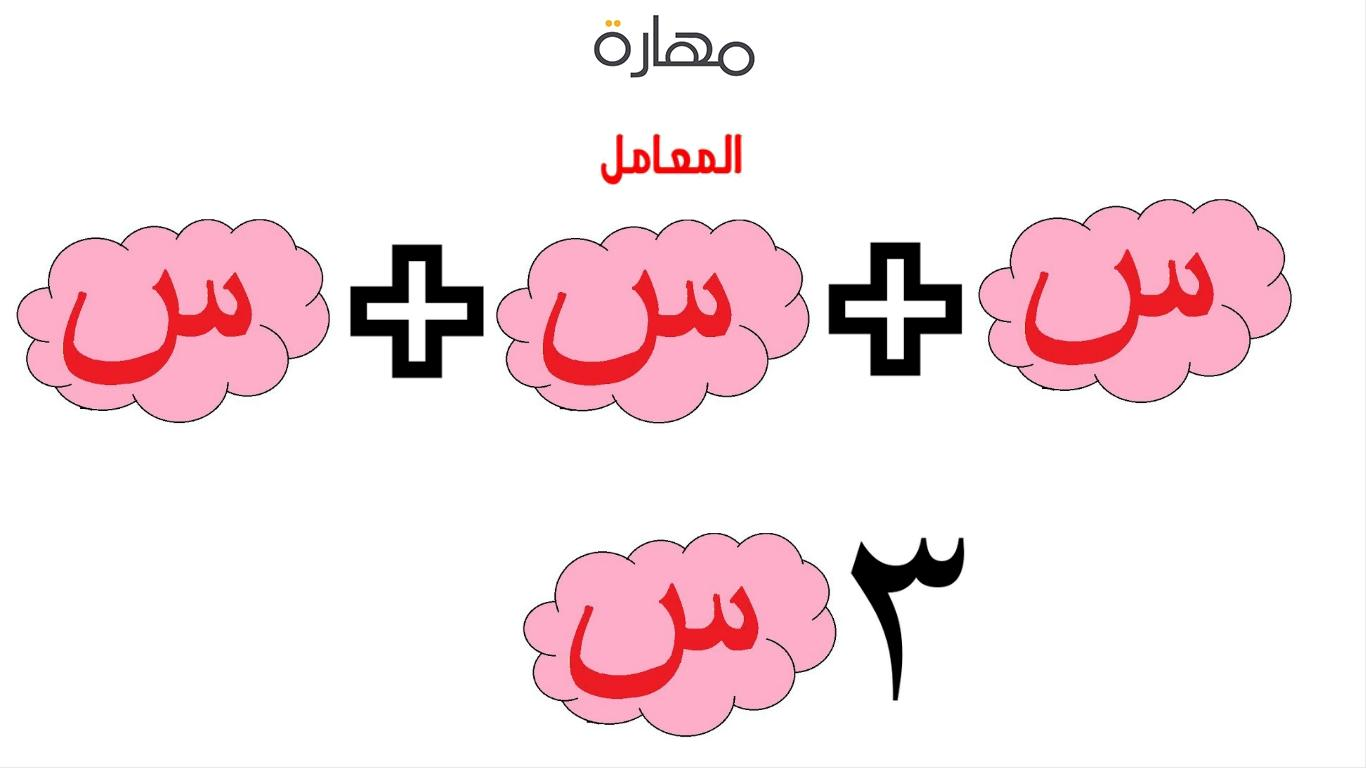 مهارة
المعامل
س + س + س
٣ س